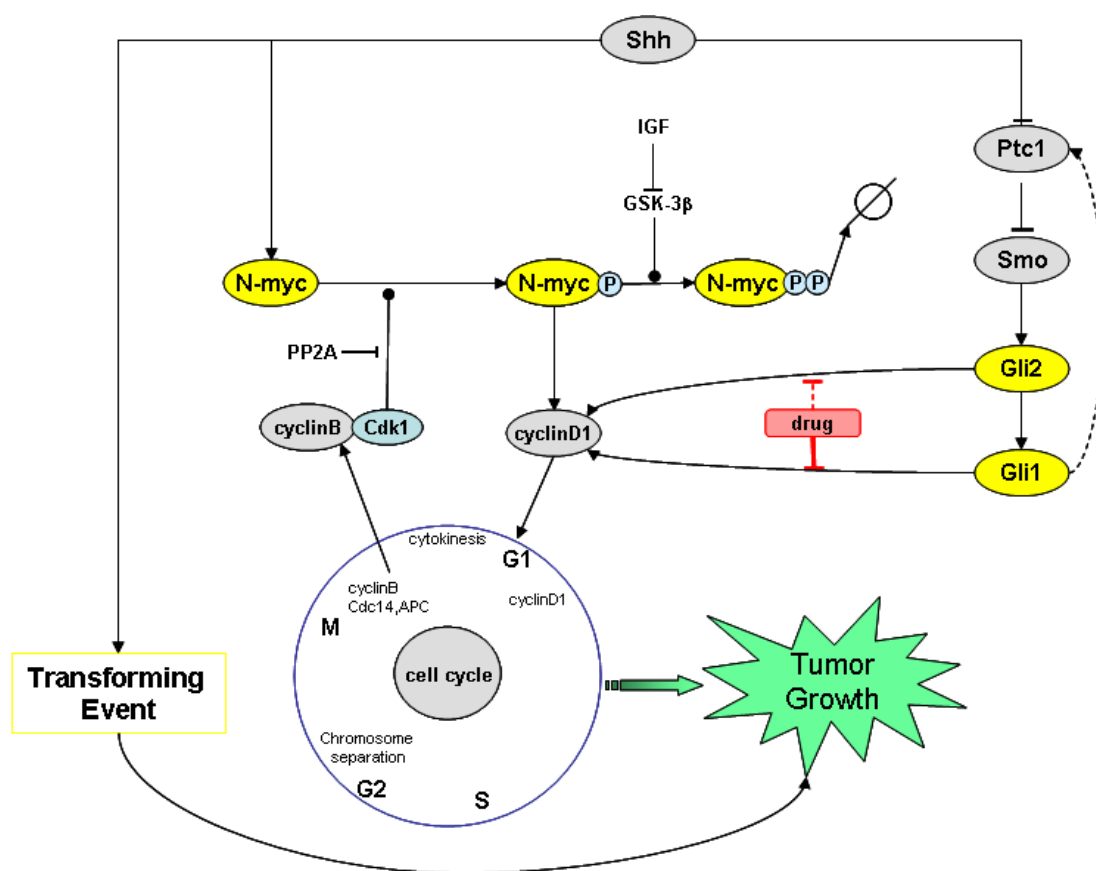 Shh
IGF
Ptc1
GSK-3β
Smo
N-myc
N-myc P
N-myc P P
PP2A
Gli2
cyclinB Cdk1
cyclinD1
drug
Gli1
cytokinesis
G1
cyclinB
Cdc14,APC
cyclinD1
M
cell cycle
Transforming
Event
Tumor
Growth
Chromosome
separation
G2
S